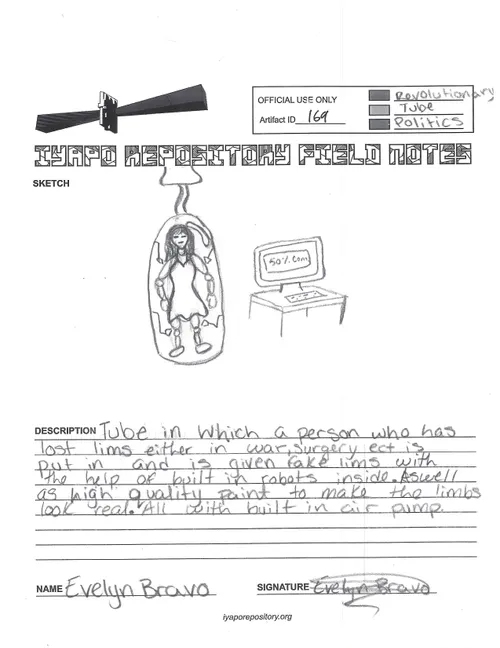 OFFICIAL USE ONLY
Artifact ID 169
Revolutionary
Tube
Politics
IYAPO REPOSITORY FIELD NOTES
SKETCH
50%.com
DESCRIPTION Tube in which a person who has
lost lims either in war, surgery ect is
put in and is given fake lims with
the help of built in robots inside. Aswell
as high quality paint to make the limbs
look real. All with built in air pump.
NAME Evelyn Bravo
SIGNATURE Evelyn Bravo
iyaporepository.org